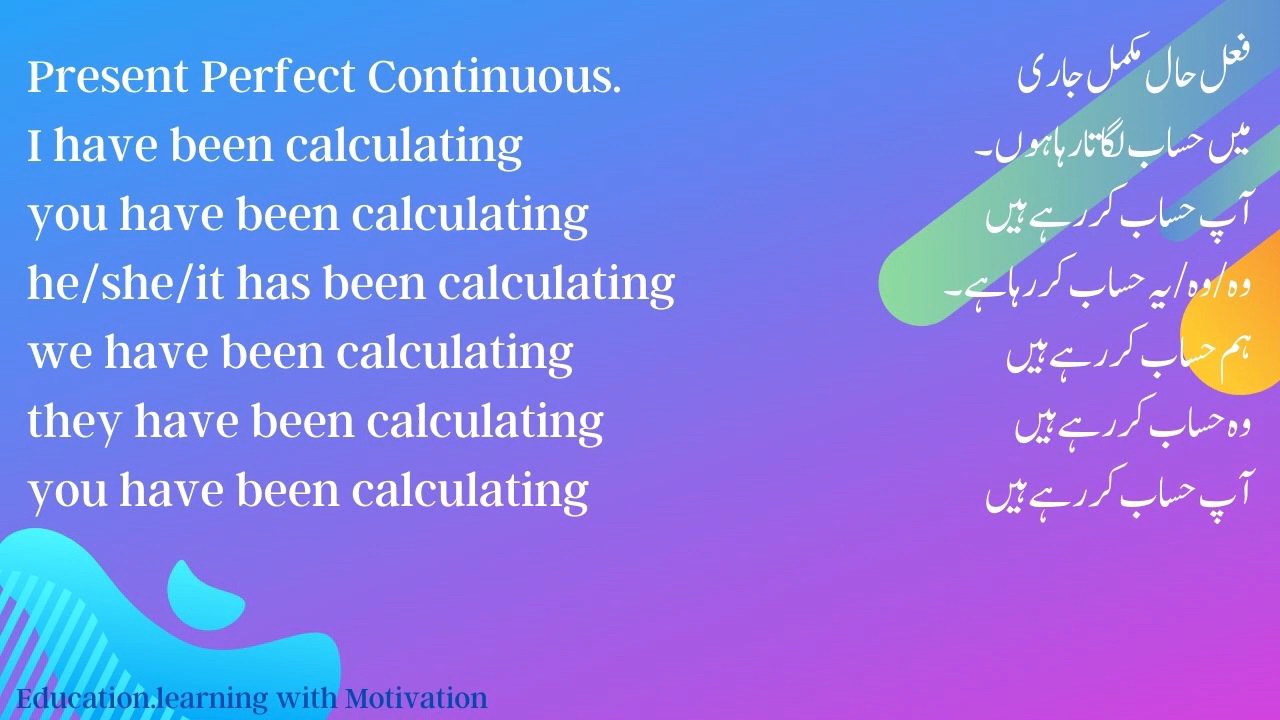 Present Perfect Continuous.
فعل حال مکمل جاری
I have been calculating
میں حساب لگاتا رہا ہوں۔
you have been calculating
آپ حساب کر رہے ہیں
he/she/it has been calculating
وہ/وہ/یہ حساب کر رہا ہے۔
we have been calculating
ہم حساب کر رہے ہیں
they have been calculating
وہ حساب کر رہے ہیں
you have been calculating
آپ حساب کر رہے ہیں
Education.learning with Motivation